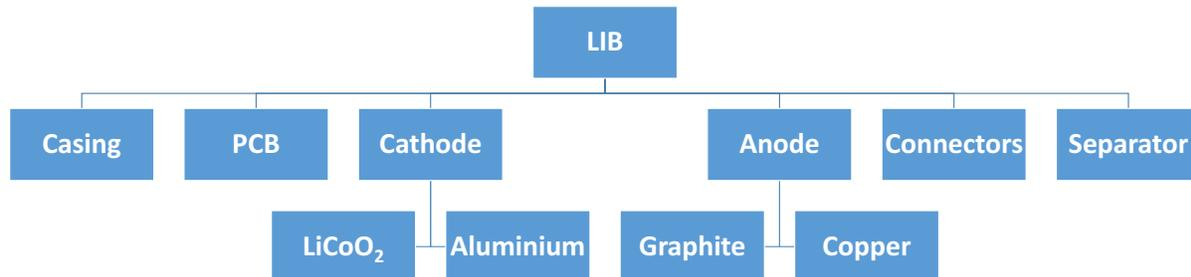 LIB
Casing
PCB
Cathode
Anode
Connectors
Separator
LiCoO₂
Aluminium
Graphite
Copper